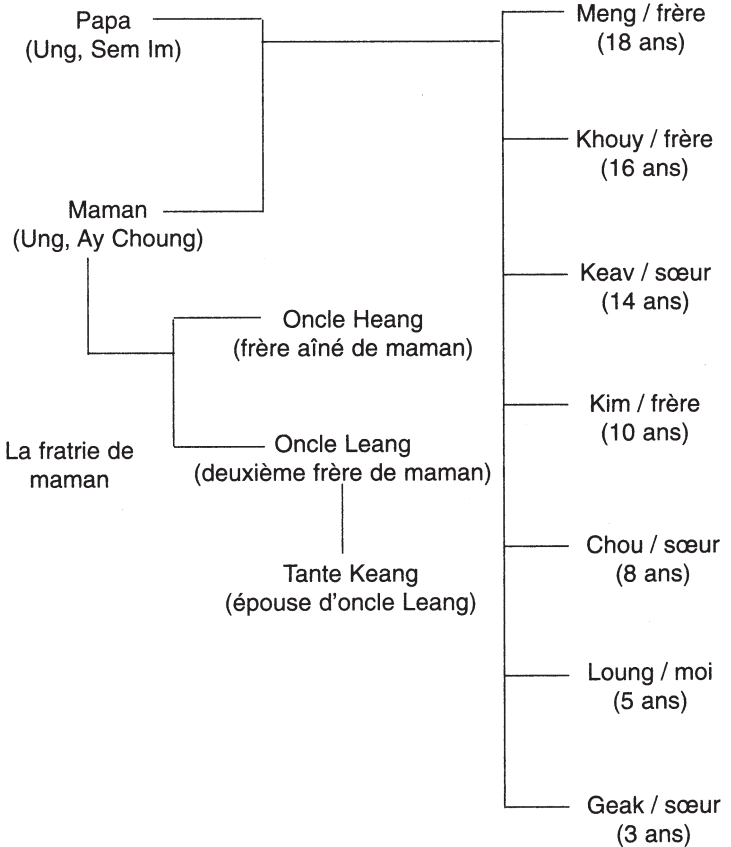 Papa
(Ung, Sem Im)
Maman
(Ung, Ay Choung)
Oncle Heang
(frère aîné de maman)
La fratrie de
maman
Oncle Leang
(deuxième frère de maman)
Tante Keang
(épouse d'oncle Leang)
Meng / frère
(18 ans)
Khouy / frère
(16 ans)
Keav / sœur
(14 ans)
Kim / frère
(10 ans)
Chou / sœur
(8 ans)
Loung / moi
(5 ans)
Geak / sœur
(3 ans)